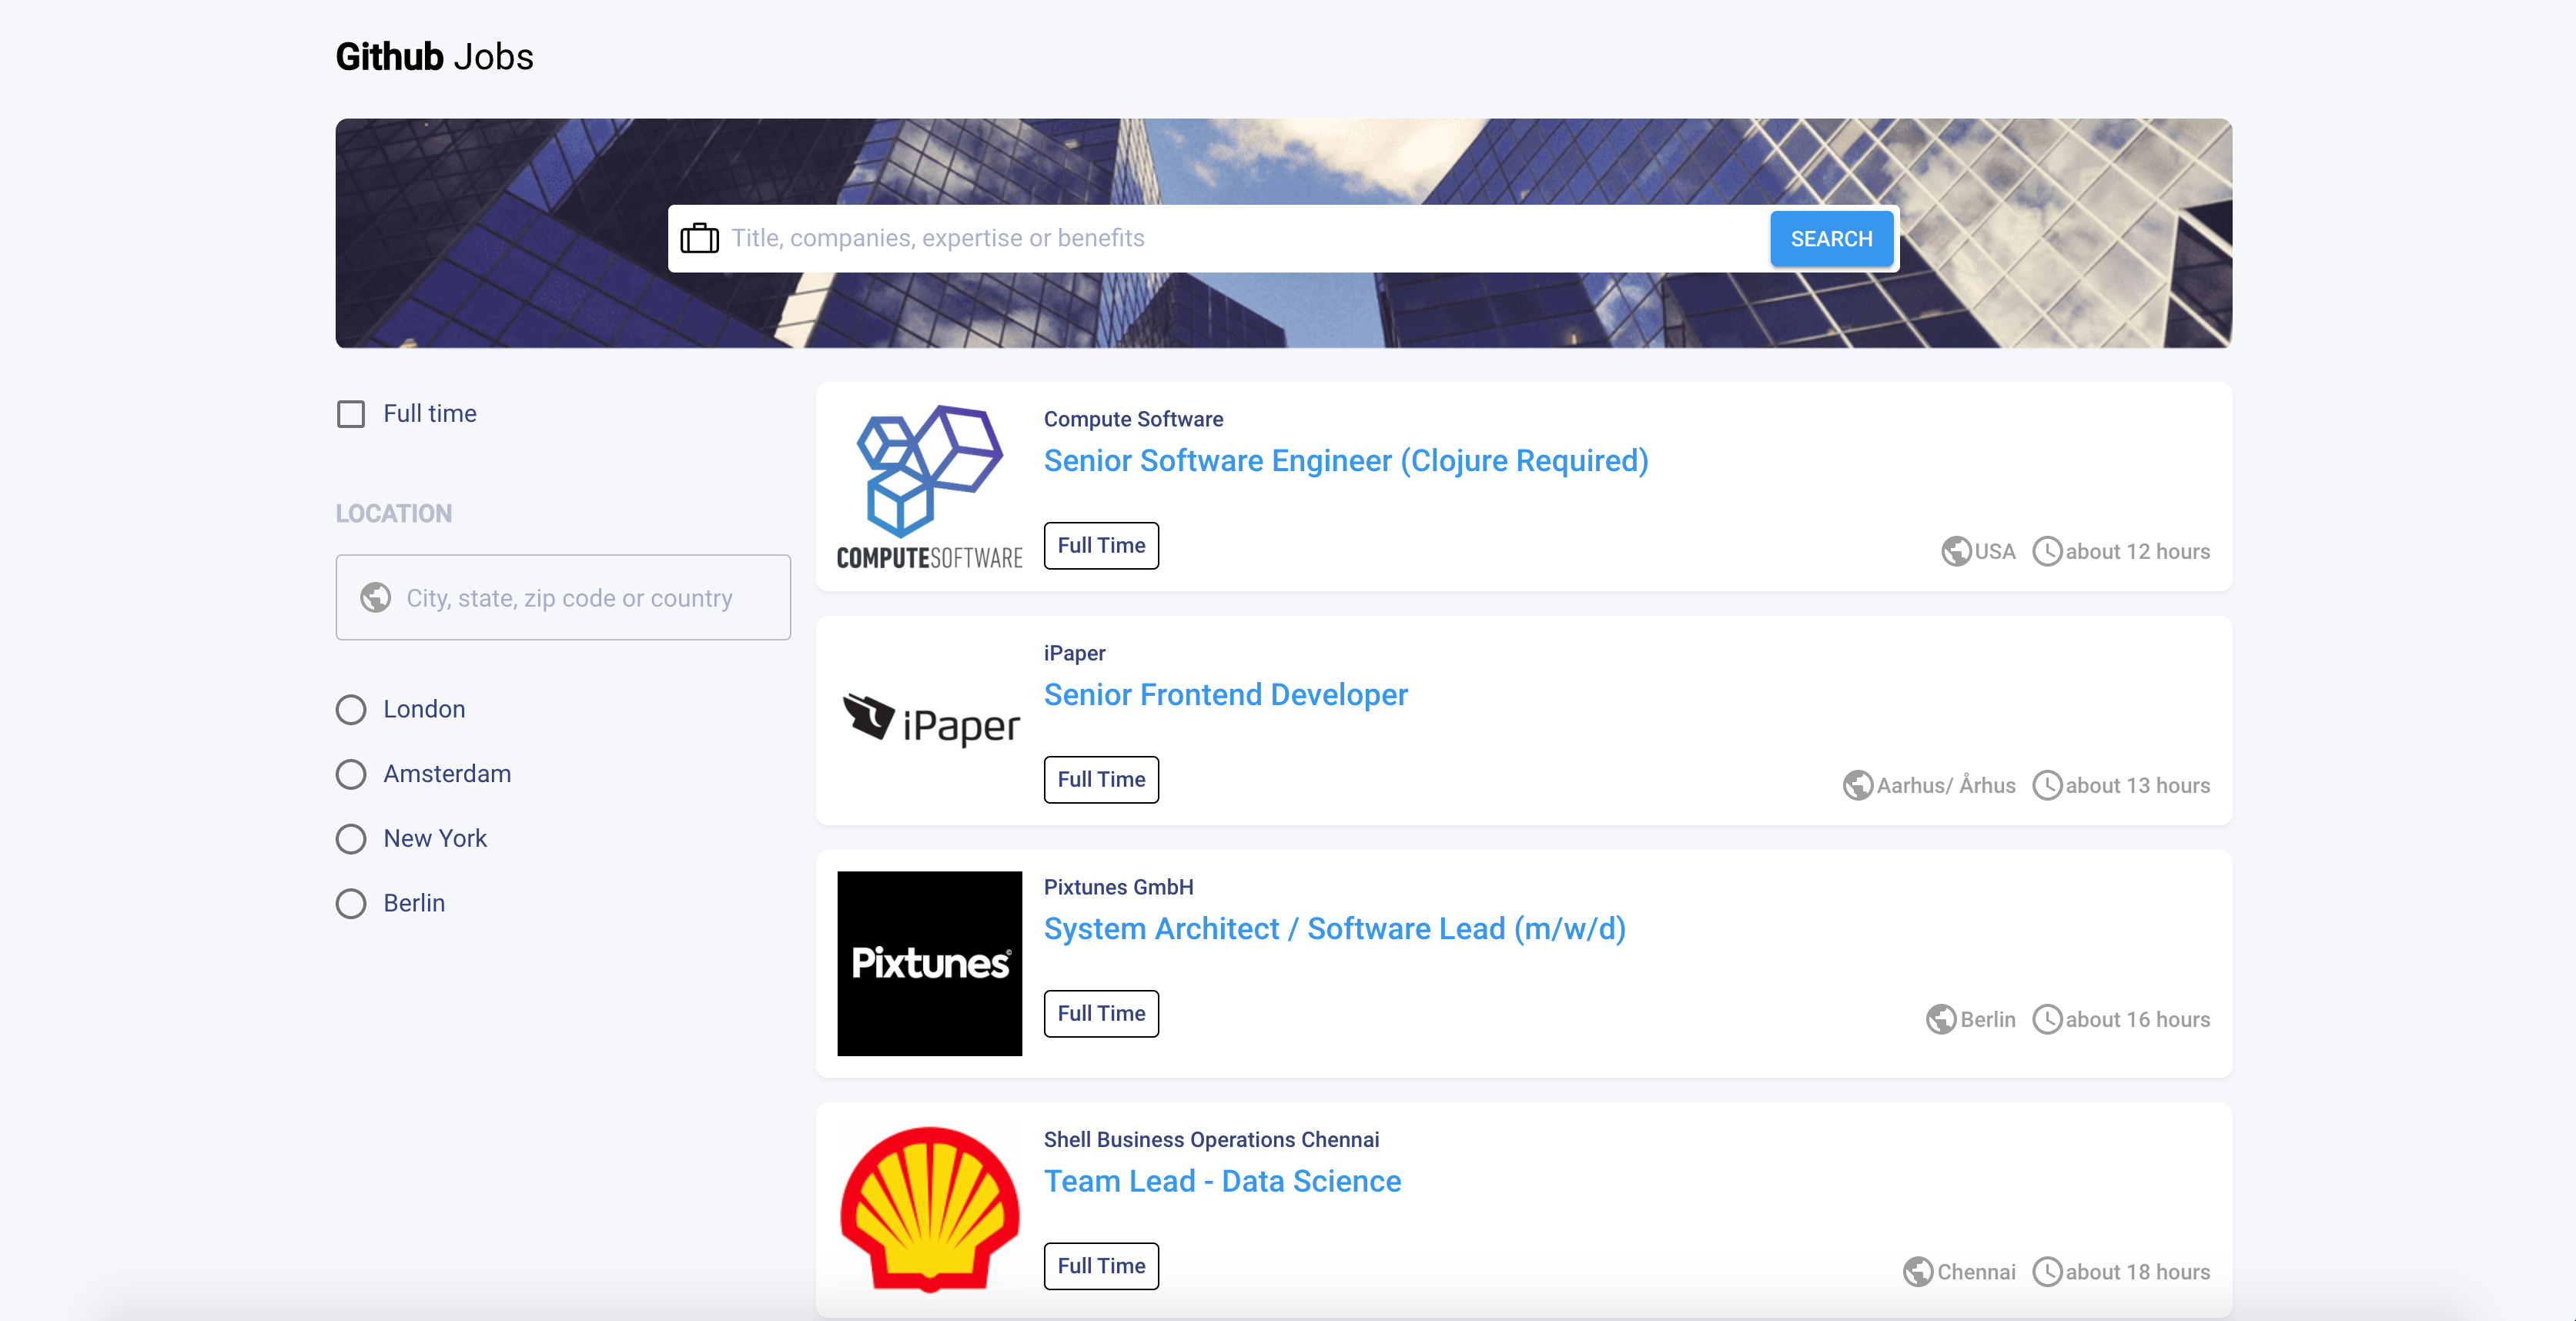 Github Jobs
Title, companies, expertise or benefits
SEARCH
Full time
LOCATION
City, state, zip code or country
London
Amsterdam
New York
Berlin
COMPUTESOFTWARE
Compute Software
Senior Software Engineer (Clojure Required)
Full Time
USA about 12 hours
iPaper
iPaper
Senior Frontend Developer
Full Time
Aarhus/ Århus about 13 hours
Pixtunes
Pixtunes GmbH
System Architect / Software Lead (m/w/d)
Full Time
Berlin about 16 hours
Shell Business Operations Chennai
Team Lead - Data Science
Full Time
Chennai about 18 hours